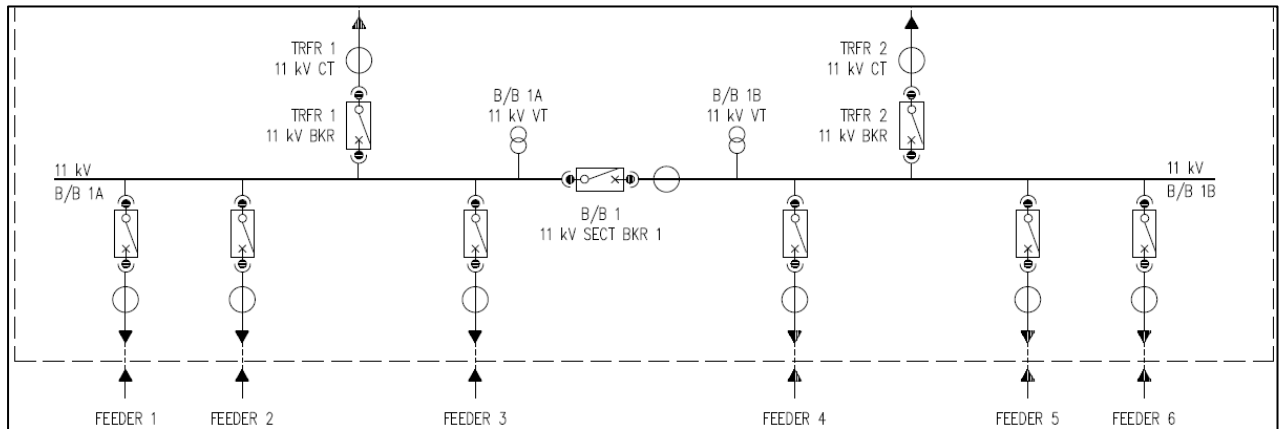 TRFR 1
11 kV CT
TRFR 2
11 kV CT
B/B 1A
11 kV VT
B/B 1B
11 kV VT
TRFR 1
11 kV BKR
TRFR 2
11 kV BKR
11 kV
B/B 1A
11 kV
B/B 1B
B/B 1
11 kV SECT BKR 1
FEEDER 1
FEEDER 2
FEEDER 3
FEEDER 4
FEEDER 5
FEEDER 6